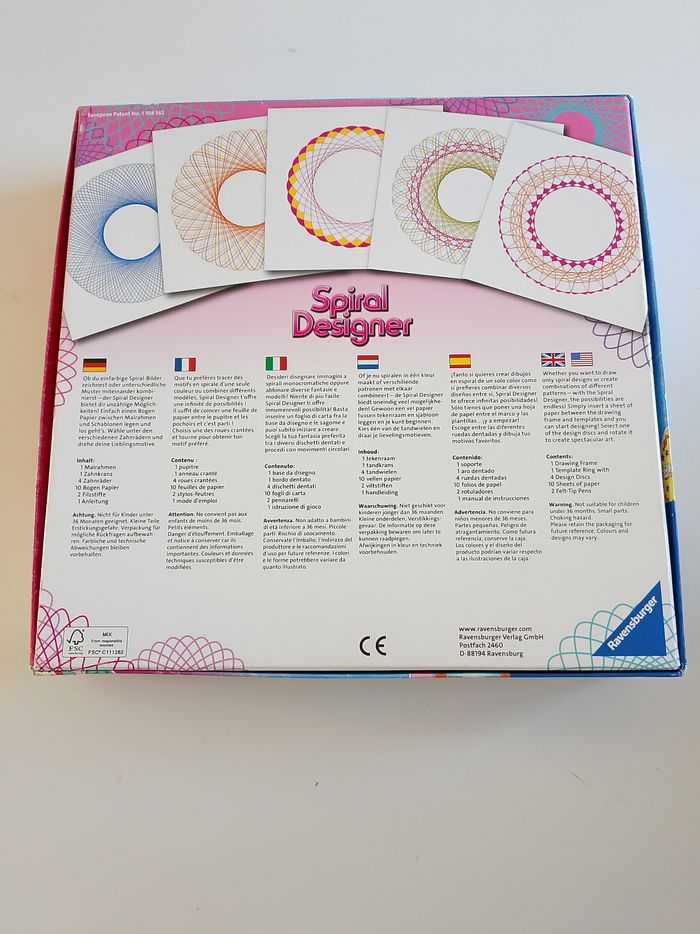 European Patent No. 1 108 562
Spiral
Designer
Ob du einfarbige Spiral-Bilder
zeichnest oder unterschiedliche
Muster miteinander kombi-
nierst – der Spiral Designer
bietet dir unzählige Möglich-
keiten! Einfach einen Bogen
Papier zwischen Malrahmen
und Schablonen legen und
los geht's. Wähle unter den
verschiedenen Zahnrädern und
drehe deine Lieblingsmotive.
Inhalt:
1 Malrahmen
1 Zahnkranz
4 Zahnräder
10 Bogen Papier
2 Filzstifte
1 Anleitung
Achtung. Nicht für Kinder unter
36 Monaten geeignet. Kleine Teile.
Erstickungsgefahr. Verpackung für
mögliche Rückfragen aufbewah-
ren. Farbliche und technische
Abweichungen bleiben
vorbehalten.
Que tu préfères tracer des
motifs en spirale d'une seule
couleur ou combiner différents
modèles, Spiral Designer t'offre
une infinité de possibilités !
Il suffit de coincer une feuille de
papier entre le pupitre et les
pochoirs et c'est parti !
Choisis une des roues crantées
et tourne pour obtenir ton
motif préféré.
Contenu :
1 pupitre
1 anneau cranté
4 roues crantées
10 feuilles de papier
2 stylos-feutres
1 mode d'emploi
Attention. Ne convient pas aux
enfants de moins de 36 mois.
Petits éléments.
Danger d'étouffement. Emballage
et notice à conserver car ils
contiennent des informations
importantes. Couleurs et données
techniques susceptibles d'être
modifiées.
Desideri disegnare immagini a
spirali monocromatiche oppure
abbinare diverse fantasie e
modelli? Niente di più facile:
Spiral Designer ti offre
innumerevoli possibilità! Basta
inserire un foglio di carta fra la
base da disegno e le sagome e
puoi subito iniziare a creare.
Scegli la tua fantasia preferita
tra i diversi dischetti dentati e
procedi con movimenti circolari.
Contenuto:
1 base da disegno
1 bordo dentato
4 dischetti dentati
10 fogli di carta
2 pennarelli
1 istruzione di gioco
Avvertenza. Non adatto a bambini
di età inferiore a 36 mesi. Piccole
parti. Rischio di soocamento.
Conservate l'imballo, l'indirizzo del
produttore e le raccomandazioni
d'uso per future referenze. I colori
e le forme potrebbero variare da
quanto illustrato.
Of je nu spiralen in één kleur
maakt of verschillende
patronen met elkaar
combineert – de Spiral Designer
biedt oneindig veel mogelijkhe-
den! Gewoon een vel papier
tussen tekenraam en sjabloon
leggen en je kunt beginnen.
Kies één van de tandwielen en
draai je lievelingsmotieven.
Inhoud:
1 tekenraam
1 tandkrans
4 tandwielen
10 vellen papier
2 viltstiften
1 handleiding
Waarschuwing. Niet geschikt voor
kinderen jonger dan 36 maanden.
Kleine onderdelen. Verstikkings-
gevaar. De informatie op deze
verpakking bewaren om later te
kunnen raadplegen.
Afwijkingen in kleur en techniek
voorbehouden.
¡Tanto si quieres crear dibujos
en espiral de un solo color como
si prefieres combinar diversos
diseños entre sí, Spiral Designer
te ofrece infinitas posibilidades!
Sólo tienes que poner una hoja
de papel entre el marco y las
plantillas... ¡y a empezar!
Escoge entre las diferentes
ruedas dentadas y dibuja tus
motivos favoritos.
Contenido:
1 soporte
1 aro dentado
4 ruedas dentadas
10 folios de papel
2 rotuladores
1 manual de instrucciones
Advertencia. No conviene para
niños menores de 36 meses.
Partes pequeñas. Peligro de
atragantamiento. Como futura
referencia, conserve la caja.
Los colores y el diseño del
producto podrían variar respecto
a las ilustraciones de la caja.
Whether you want to draw
only spiral designs or create
combinations of different
patterns – with the Spiral
Designer, the possibilities are
endless! Simply insert a sheet of
paper between the drawing
frame and templates and you
can start designing! Select one
of the design discs and rotate it
to create spectacular art.
Contents:
1 Drawing Frame
1 Template Ring with
4 Design Discs
10 Sheets of paper
2 Felt-Tip Pens
Warning. Not suitable for children
under 36 months. Small parts.
Choking hazard.
Please retain the packaging for
future reference. Colours and
designs may vary.
FSC
www.fsc.org
MIX
From responsible
sources
FSC® C111262
CE
www.ravensburger.com
Ravensburger Verlag GmbH
Postfach 2460
D-88194 Ravensburg
Ravensburger